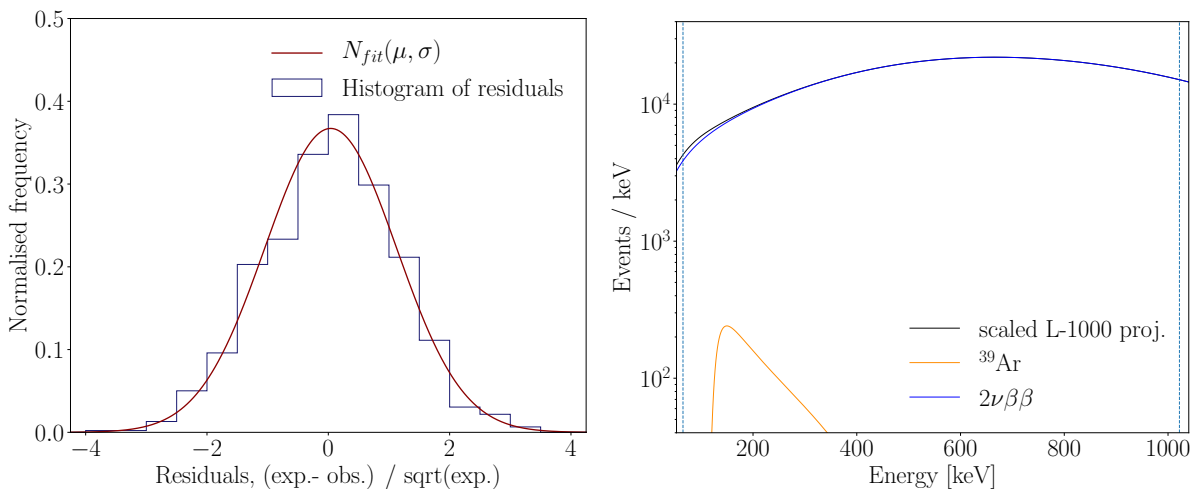 0.5
0.4
0.3
0.2
0.1
0.0
Normalised frequency
N_{fit}(μ, σ)
Histogram of residuals
−4
−2
0
2
4
Residuals, (exp.- obs.) / sqrt(exp.)
10^4
10^3
10^2
Events / keV
scaled L-1000 proj.
^{39}Ar
2νββ
200
400
600
800
1000
Energy [keV]